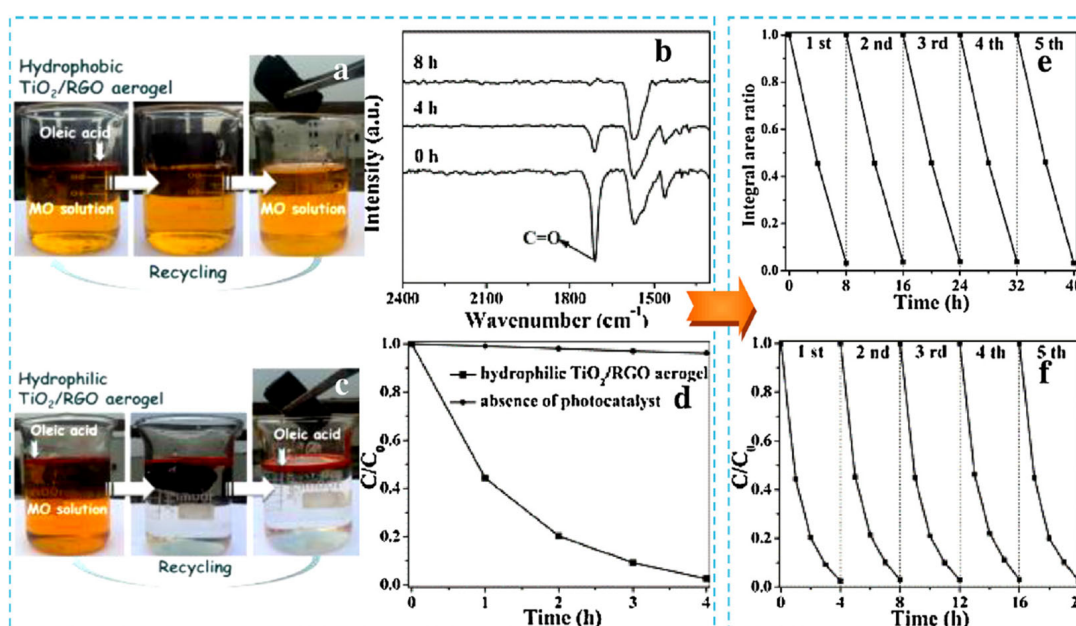 Hydrophobic
TiO2/RGO aerogel
a
Oleic acid
MO solution
MO solution
Recycling
b
8 h
4 h
0 h
C=O
Intensity (a.u.)
2400 2100 1800 1500
Wavenumber (cm-1)
Hydrophilic
TiO2/RGO aerogel
c
Oleic acid
Oleic acid
MO solution
Recycling
d
hydrophilic TiO2/RGO aerogel
absence of photocatalyst
C/C0
1.0
0.8
0.6
0.4
0.2
0.0
0 1 2 3 4
Time (h)
e
1 st 2 nd 3 rd 4 th 5 th
Integral area ratio
1.0
0.8
0.6
0.4
0.2
0.0
0 8 16 24 32 40
Time (h)
f
1 st 2 nd 3 rd 4 th 5 th
C/C0
1.0
0.8
0.6
0.4
0.2
0.0
0 4 8 12 16
Time (h)